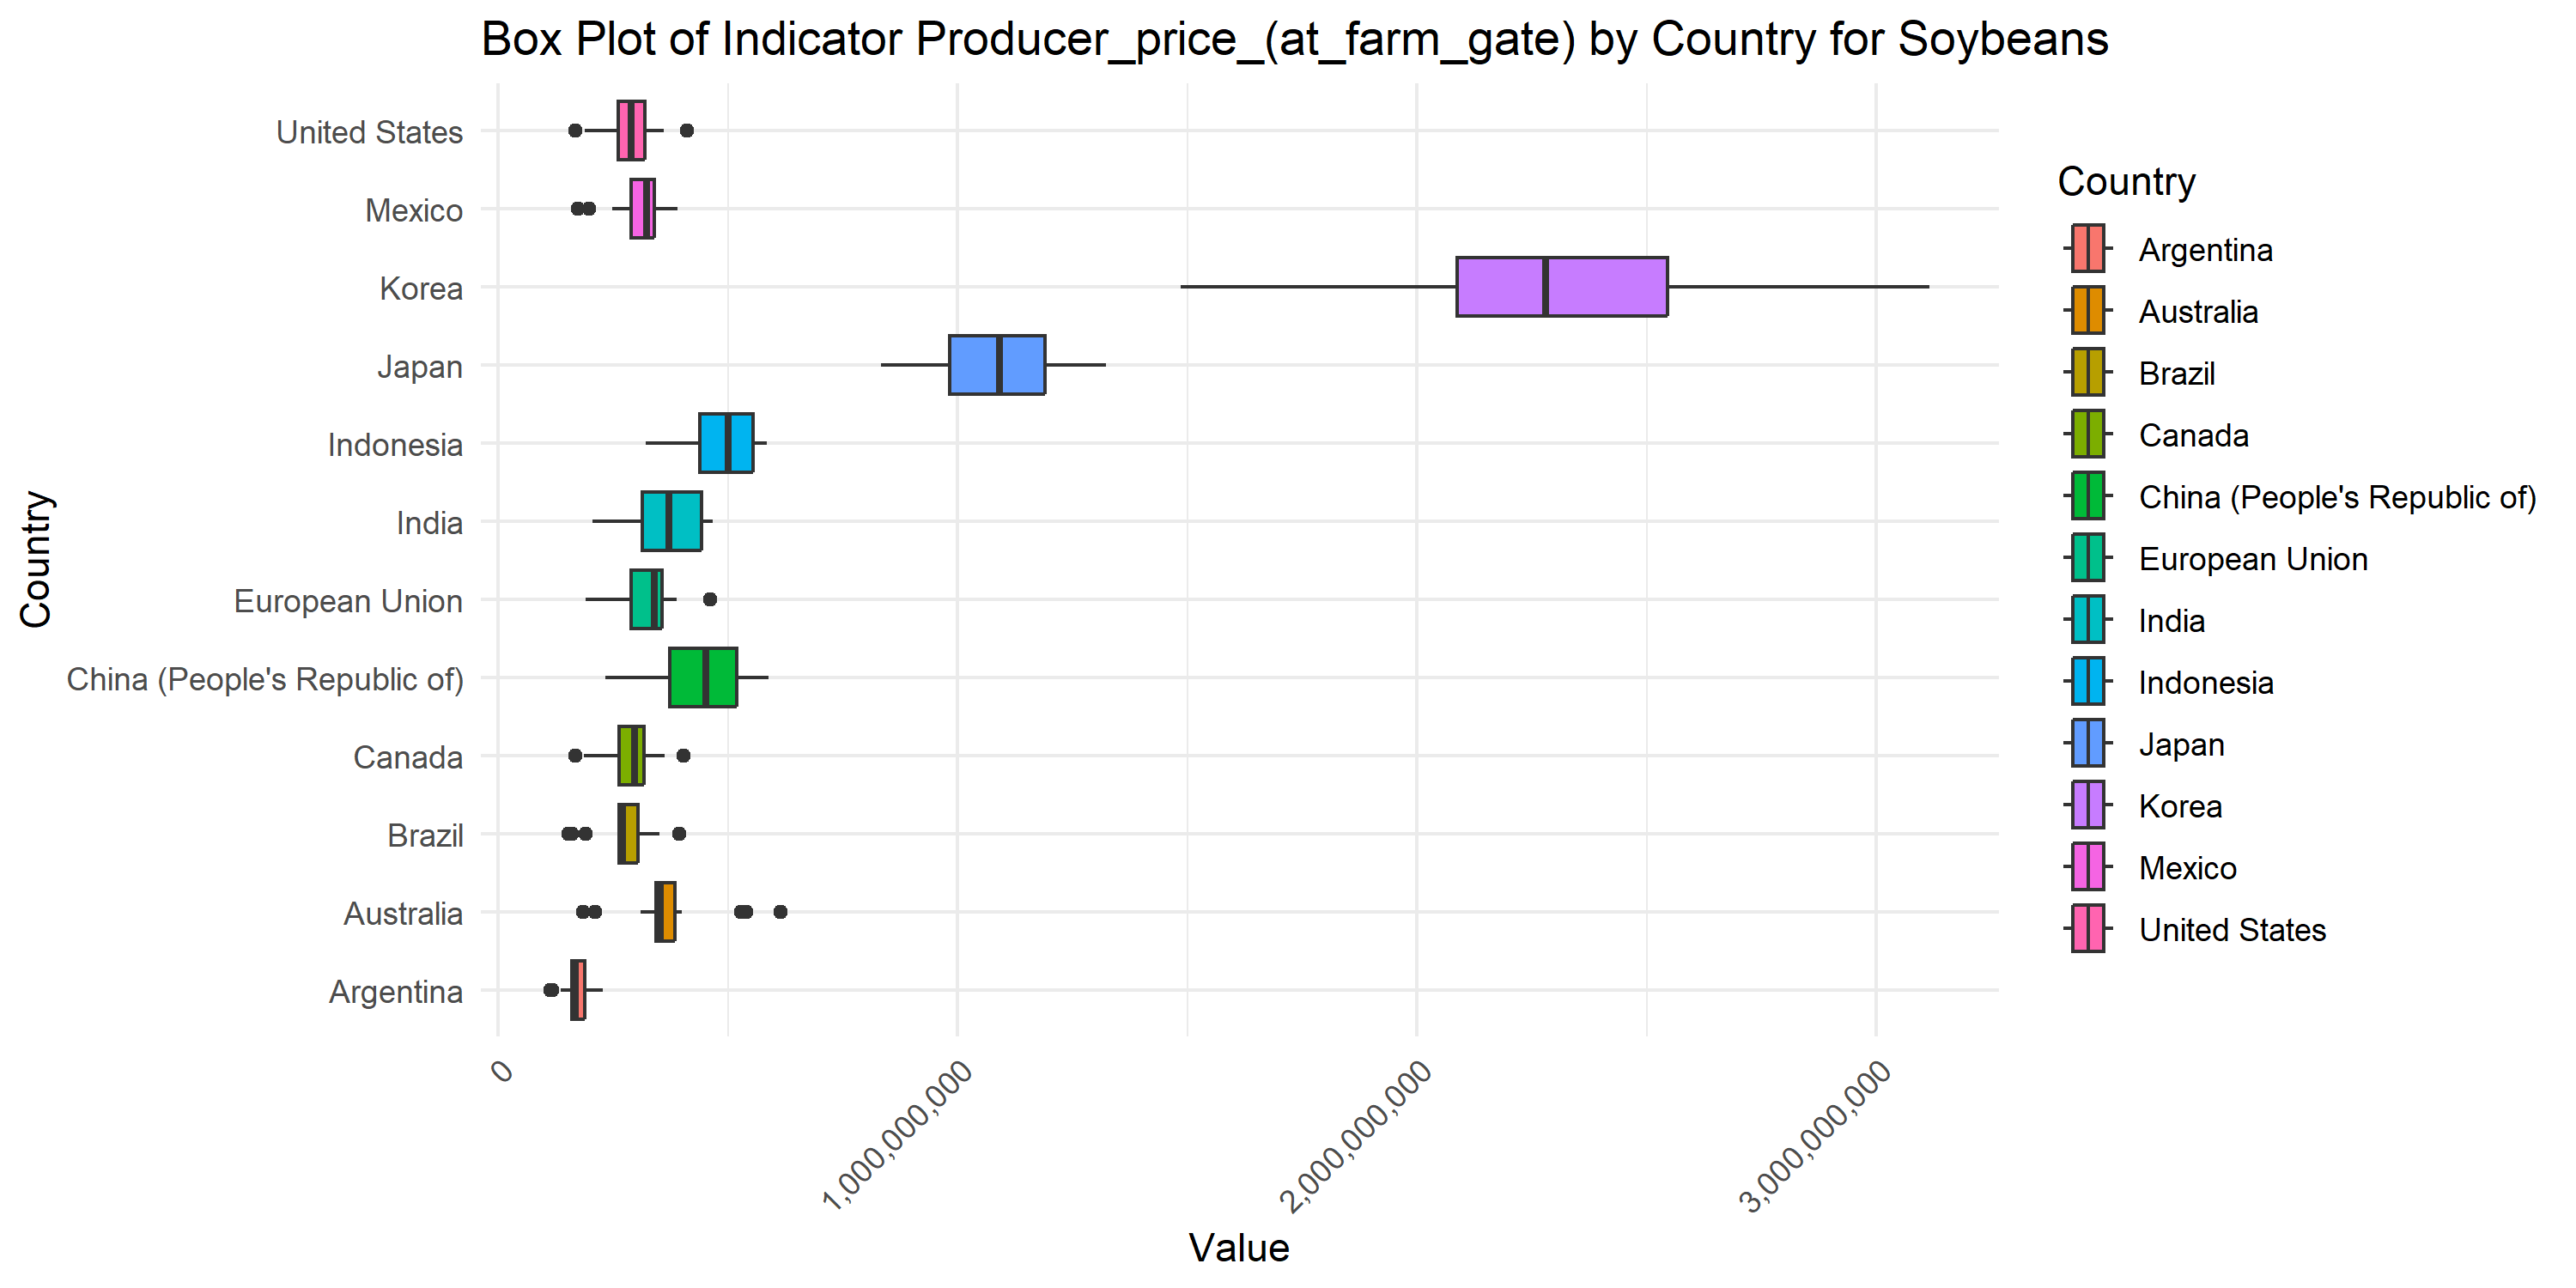 Box Plot of Indicator Producer_price_(at_farm_gate) by Country for Soybeans
Country
United States
Mexico
Korea
Japan
Indonesia
India
European Union
China (People's Republic of)
Canada
Brazil
Australia
Argentina
0
1,000,000,000
2,000,000,000
3,000,000,000
Value
Country
Argentina
Australia
Brazil
Canada
China (People's Republic of)
European Union
India
Indonesia
Japan
Korea
Mexico
United States